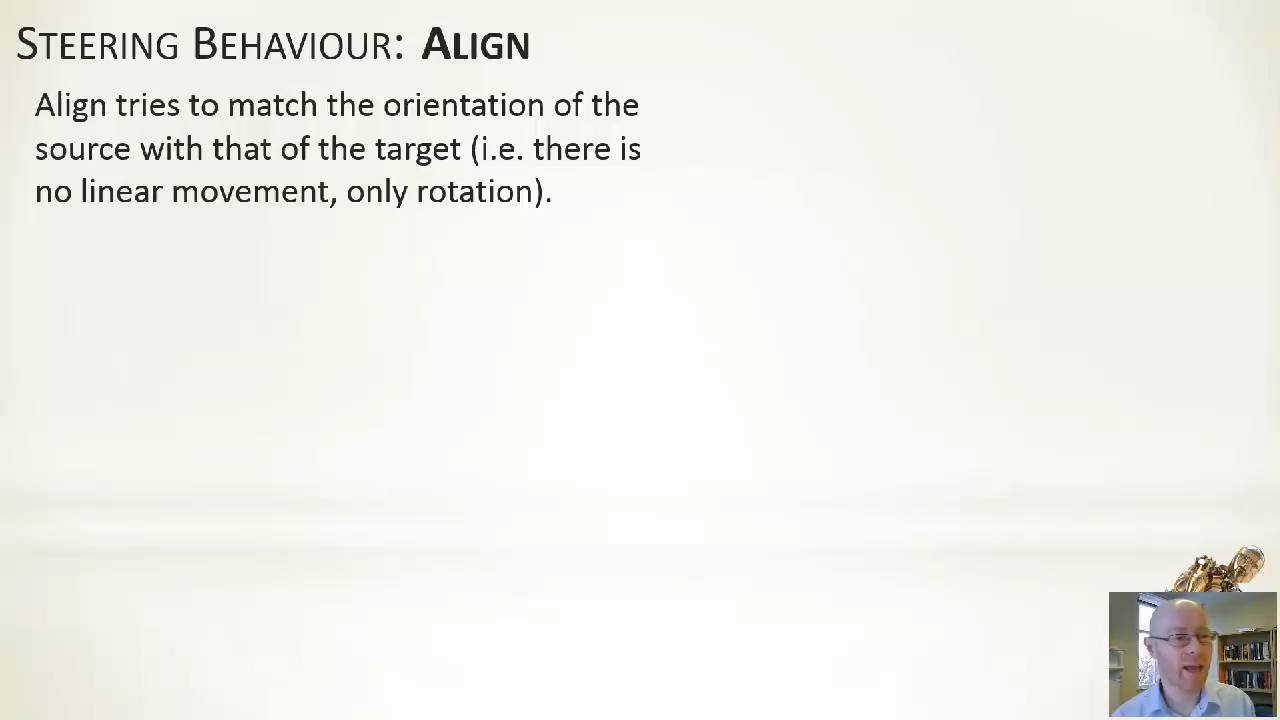 STEERING BEHAVIOUR: ALIGN
Align tries to match the orientation of the
source with that of the target (i.e. there is
no linear movement, only rotation).